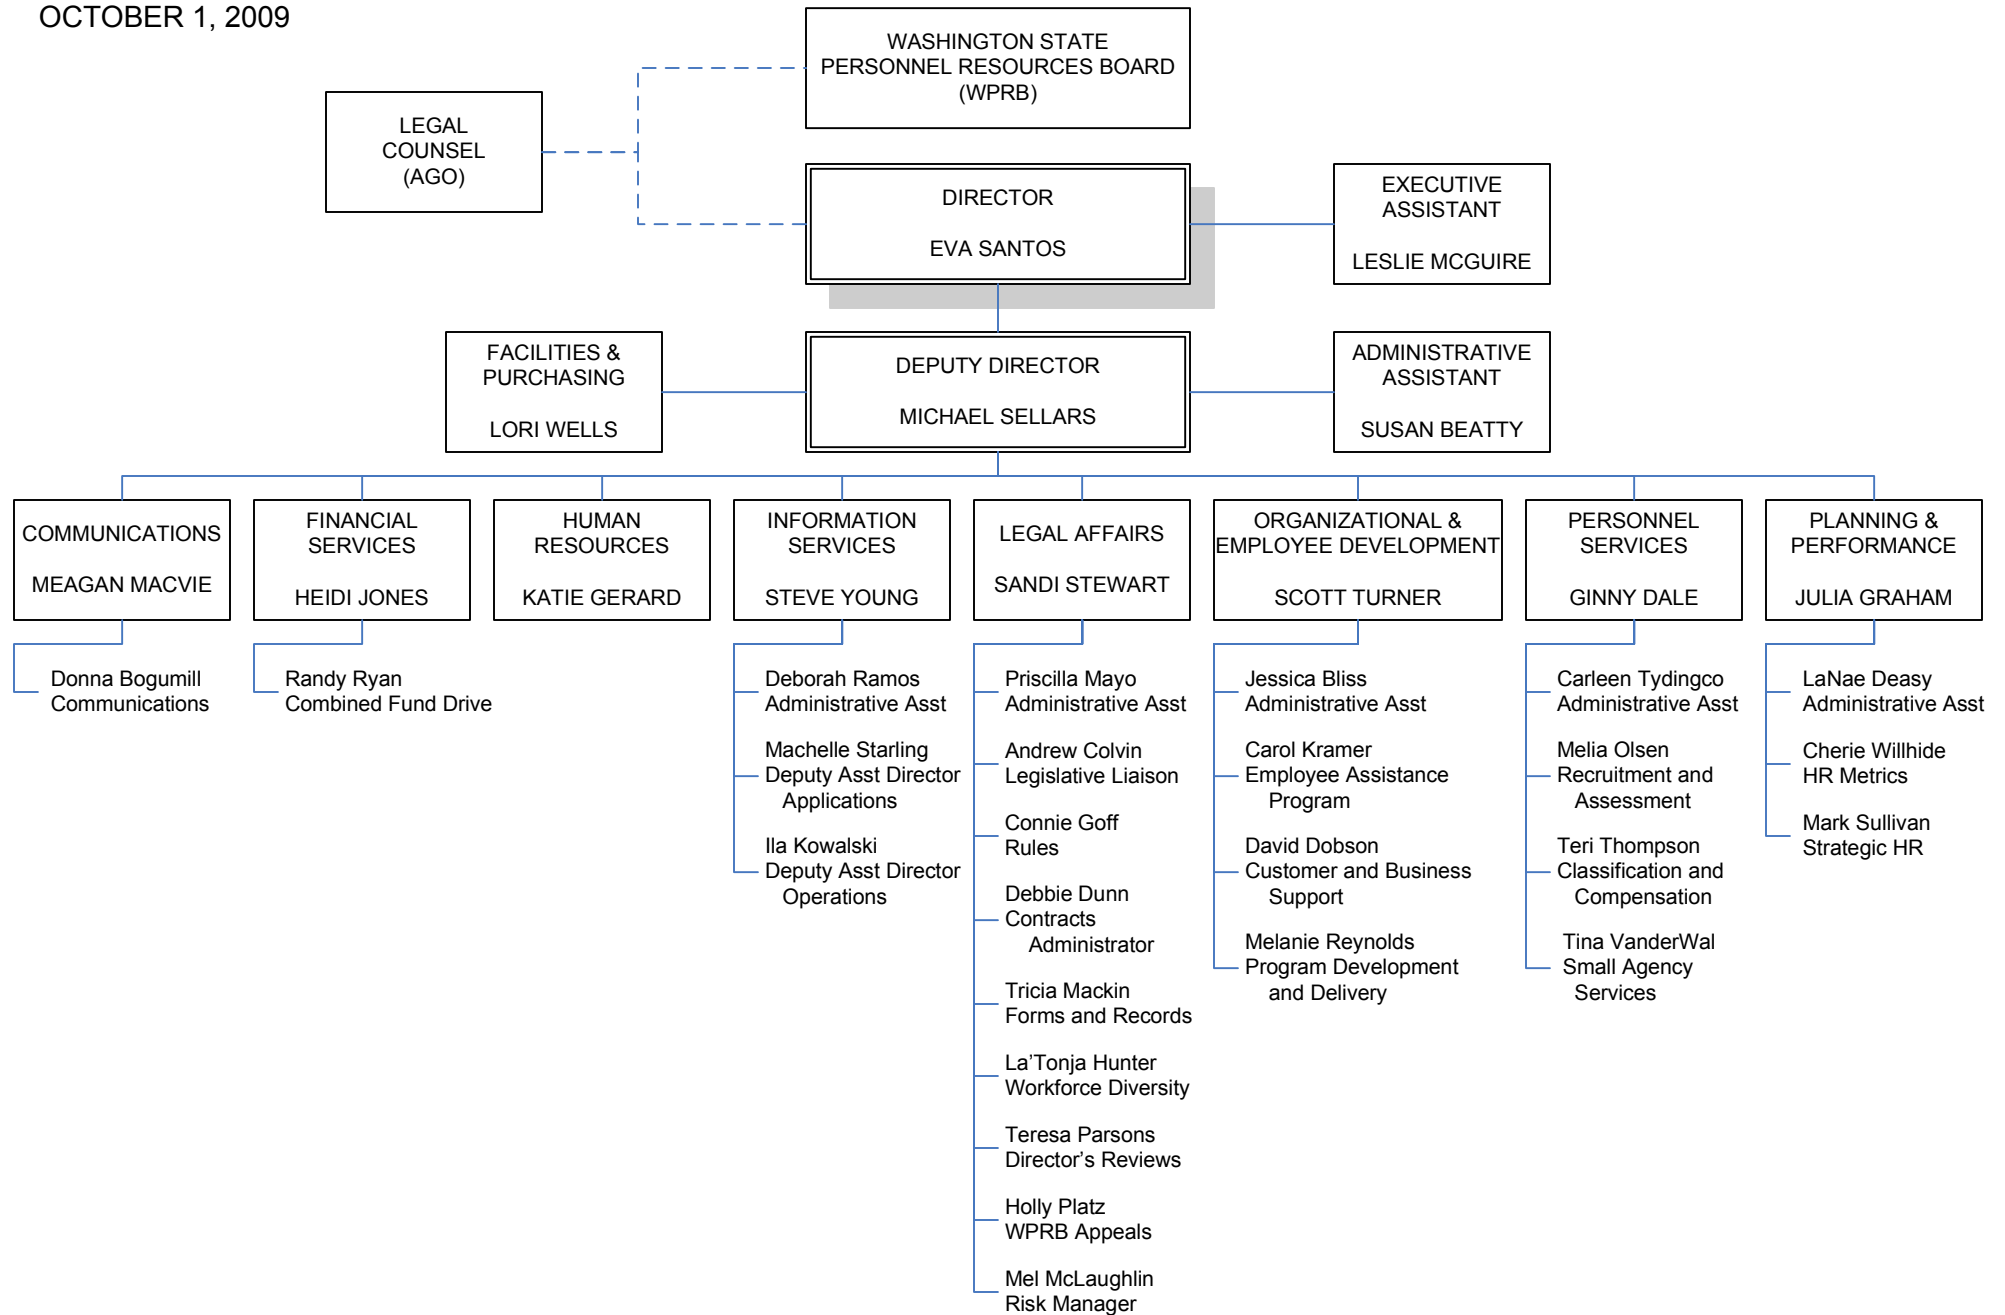 OCTOBER 1, 2009
WASHINGTON STATE
PERSONNEL RESOURCES BOARD
(WPRB)
LEGAL
COUNSEL
(AGO)
DIRECTOR
EVA SANTOS
EXECUTIVE
ASSISTANT
LESLIE MCGUIRE
FACILITIES &
PURCHASING
LORI WELLS
DEPUTY DIRECTOR
MICHAEL SELLARS
ADMINISTRATIVE
ASSISTANT
SUSAN BEATTY
COMMUNICATIONS
MEAGAN MACVIE
Donna Bogumill
Communications
FINANCIAL
SERVICES
HEIDI JONES
Randy Ryan
Combined Fund Drive
HUMAN
RESOURCES
KATIE GERARD
INFORMATION
SERVICES
STEVE YOUNG
Deborah Ramos
Administrative Asst
Machelle Starling
Deputy Asst Director
Applications
Ila Kowalski
Deputy Asst Director
Operations
LEGAL AFFAIRS
SANDI STEWART
Priscilla Mayo
Administrative Asst
Andrew Colvin
Legislative Liaison
Connie Goff
Rules
Debbie Dunn
Contracts
Administrator
Tricia Mackin
Forms and Records
La’Tonja Hunter
Workforce Diversity
Teresa Parsons
Director’s Reviews
Holly Platz
WPRB Appeals
Mel McLaughlin
Risk Manager
ORGANIZATIONAL &
EMPLOYEE DEVELOPMENT
SCOTT TURNER
Jessica Bliss
Administrative Asst
Carol Kramer
Employee Assistance
Program
David Dobson
Customer and Business
Support
Melanie Reynolds
Program Development
and Delivery
PERSONNEL
SERVICES
GINNY DALE
Carleen Tydingco
Administrative Asst
Melia Olsen
Recruitment and
Assessment
Teri Thompson
Classification and
Compensation
Tina VanderWal
Small Agency
Services
PLANNING &
PERFORMANCE
JULIA GRAHAM
LaNae Deasy
Administrative Asst
Cherie Willhide
HR Metrics
Mark Sullivan
Strategic HR